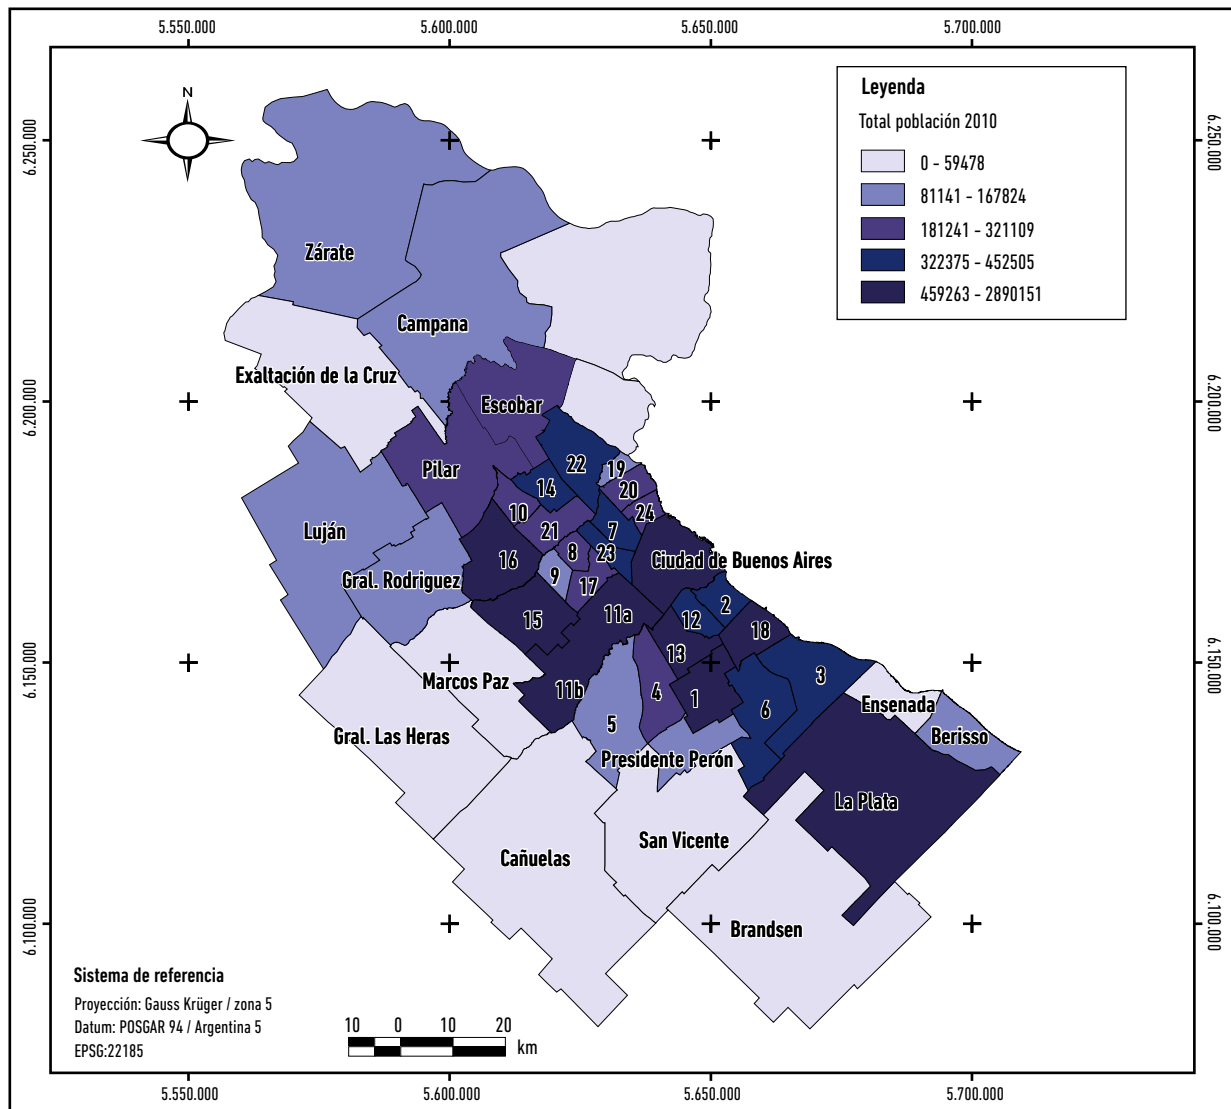 5.550.000
5.600.000
5.650.000
5.700.000
6.250.000
6.250.000
N
Leyenda
Total población 2010
0 - 59478
81141 - 167824
181241 - 321109
322375 - 452505
459263 - 2890151
Zárate
Campana
Exaltación de la Cruz
6.200.000
6.200.000
Escobar
Pilar
22
19
14
20
10
24
Luján
21
7
8
23
16
Ciudad de Buenos Aires
Gral. Rodriguez
9
17
15
11a
2
12
18
13
6.150.000
6.150.000
Marcos Paz
11b
4
1
3
6
5
Ensenada
Gral. Las Heras
Berisso
Presidente Perón
La Plata
San Vicente
Cañuelas
6.100.000
6.100.000
Brandsen
Sistema de referencia
Proyección: Gauss Krüger / zona 5
Datum: POSGAR 94 / Argentina 5
EPSG:22185
10 0 10 20
km
5.550.000
5.600.000
5.650.000
5.700.000